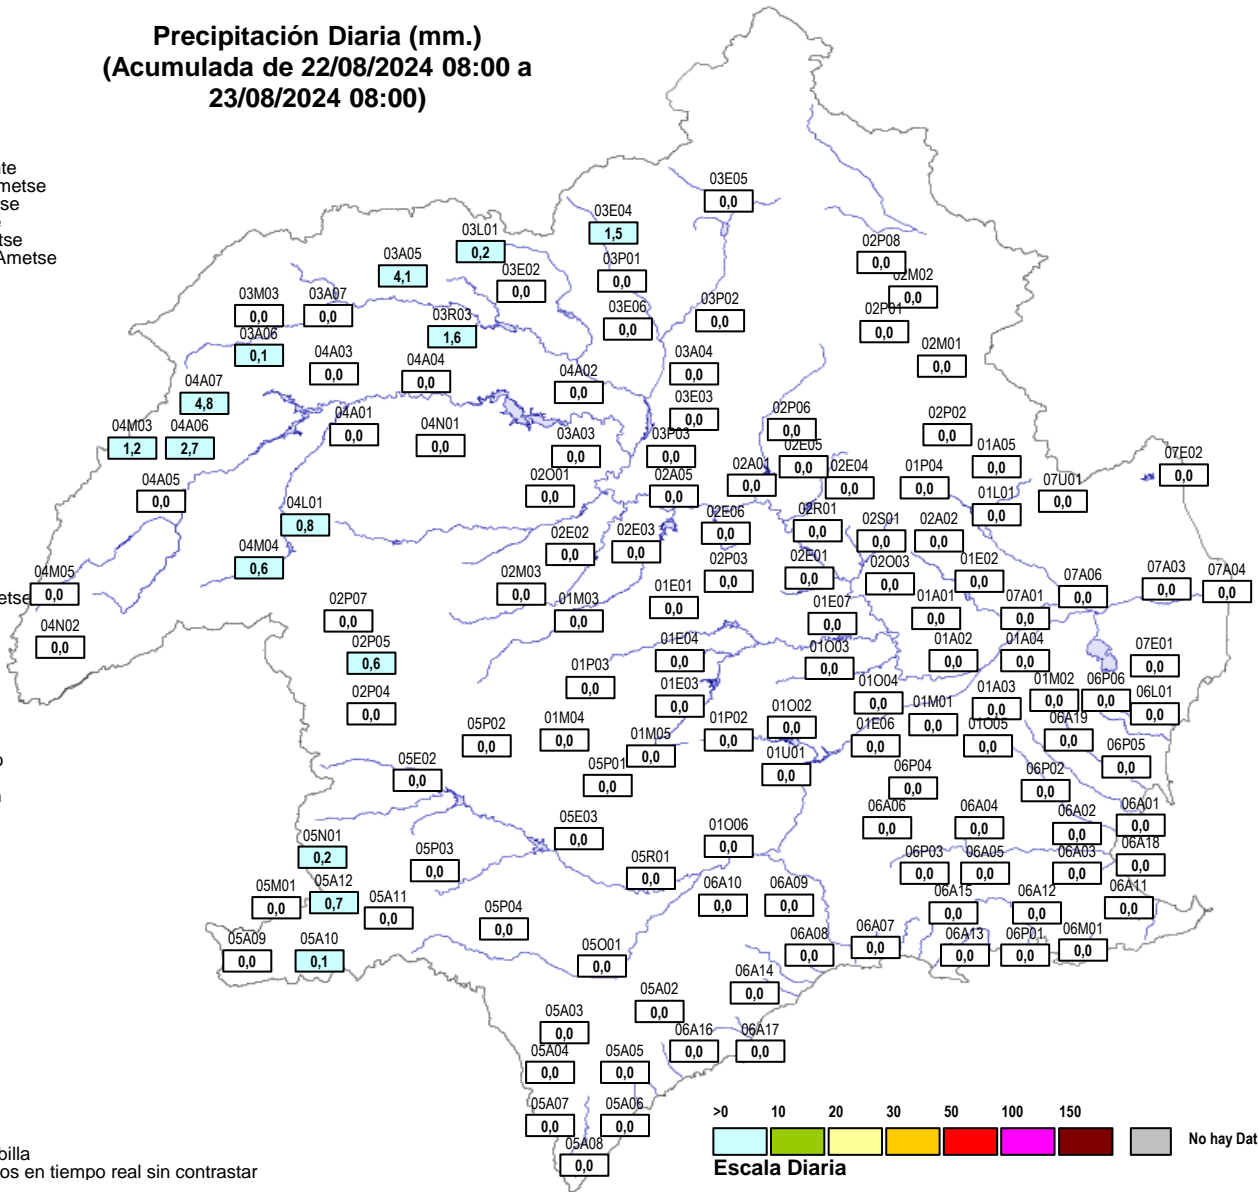 Precipitación Diaria (mm.)
(Acumulada de 22/08/2024 08:00 a
23/08/2024 08:00)
03E05
0,0
03E04
1,5
03L01
0,2
02P08
0,0
03A05
4,1
03P01
0,0
03E02
0,0
02M02
0,0
03M03
0,0
03A07
0,0
03P02
0,0
03E06
0,0
02P01
0,0
03R03
1,6
03A06
0,1
02M01
0,0
04A03
0,0
04A04
0,0
03A04
0,0
04A02
0,0
04A07
4,8
03E03
0,0
04M03
1,2
04A06
2,7
04A01
0,0
04N01
0,0
02P06
0,0
02P02
0,0
03A03
0,0
03P03
0,0
02E05
0,0
01A05
0,0
07E02
0,0
04A05
0,0
02O01
0,0
02A05
0,0
02A01
0,0
02E04
0,0
01P04
0,0
07U01
0,0
01L01
0,0
04L01
0,8
02E06
0,0
02R01
0,0
02S01
0,0
02A02
0,0
02E02
0,0
02E03
0,0
04M04
0,6
02P03
0,0
02E01
0,0
02O03
0,0
01E02
0,0
04M05
0,0
02M03
0,0
07A06
0,0
07A03
0,0
07A04
0,0
01M03
0,0
01E01
0,0
02P07
0,0
01E07
0,0
01A01
0,0
07A01
0,0
04N02
0,0
02P05
0,6
01E04
0,0
01O03
0,0
01A02
0,0
01A04
0,0
07E01
0,0
01P03
0,0
01E03
0,0
02P04
0,0
01O04
0,0
01M02
0,0
06P06
0,0
01A03
0,0
06L01
0,0
01M01
0,0
01O02
0,0
05P02
0,0
01M04
0,0
01P02
0,0
01E06
0,0
01O05
0,0
06A19
0,0
01M05
0,0
06P05
0,0
05E02
0,0
05P01
0,0
01U01
0,0
06P04
0,0
06P02
0,0
05E03
0,0
01O06
0,0
06A06
0,0
06A04
0,0
06A02
0,0
06A01
0,0
05N01
0,2
05P03
0,0
05R01
0,0
06P03
0,0
06A05
0,0
06A03
0,0
06A18
0,0
05M01
0,0
05A12
0,7
05A11
0,0
06A10
0,0
06A09
0,0
06A15
0,0
06A12
0,0
06A11
0,0
05P04
0,0
05A09
0,0
05A10
0,1
05O01
0,0
06A08
0,0
06A07
0,0
06A13
0,0
06P01
0,0
06M01
0,0
06A14
0,0
05A02
0,0
05A03
0,0
06A16
0,0
06A17
0,0
05A04
0,0
05A05
0,0
05A07
0,0
05A06
0,0
05A08
0,0
>0 10 20 30 50 100 150
No hay Dat
Escala Diaria